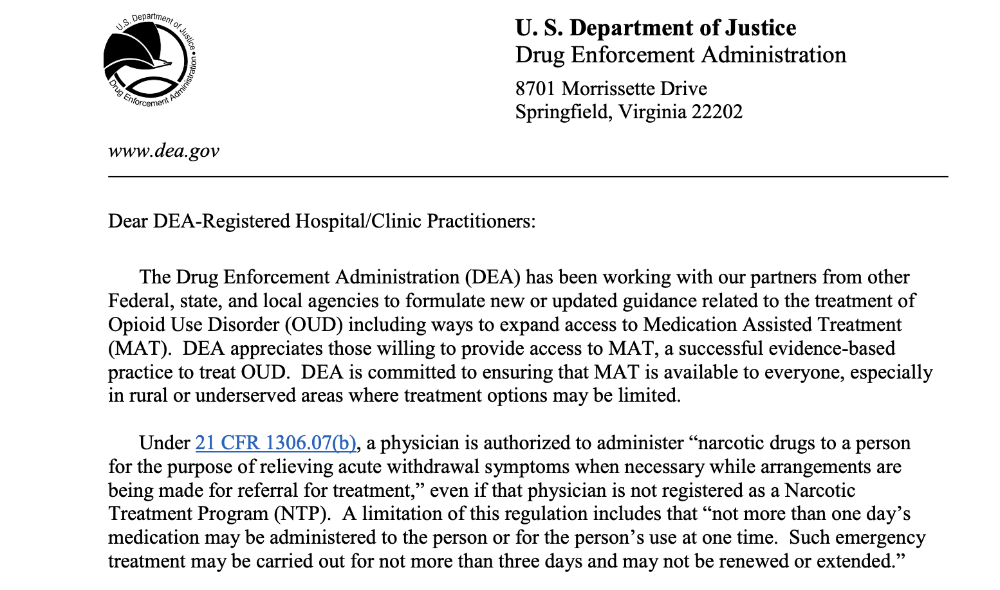 U.S. Department of Justice • Drug Enforcement Administration
U. S. Department of Justice
Drug Enforcement Administration
8701 Morrissette Drive
Springfield, Virginia 22202
www.dea.gov
Dear DEA-Registered Hospital/Clinic Practitioners:
The Drug Enforcement Administration (DEA) has been working with our partners from other
Federal, state, and local agencies to formulate new or updated guidance related to the treatment of
Opioid Use Disorder (OUD) including ways to expand access to Medication Assisted Treatment
(MAT).  DEA appreciates those willing to provide access to MAT, a successful evidence-based
practice to treat OUD.  DEA is committed to ensuring that MAT is available to everyone, especially
in rural or underserved areas where treatment options may be limited.
Under 21 CFR 1306.07(b), a physician is authorized to administer “narcotic drugs to a person
for the purpose of relieving acute withdrawal symptoms when necessary while arrangements are
being made for referral for treatment,” even if that physician is not registered as a Narcotic
Treatment Program (NTP).  A limitation of this regulation includes that “not more than one day’s
medication may be administered to the person or for the person’s use at one time.  Such emergency
treatment may be carried out for not more than three days and may not be renewed or extended.”